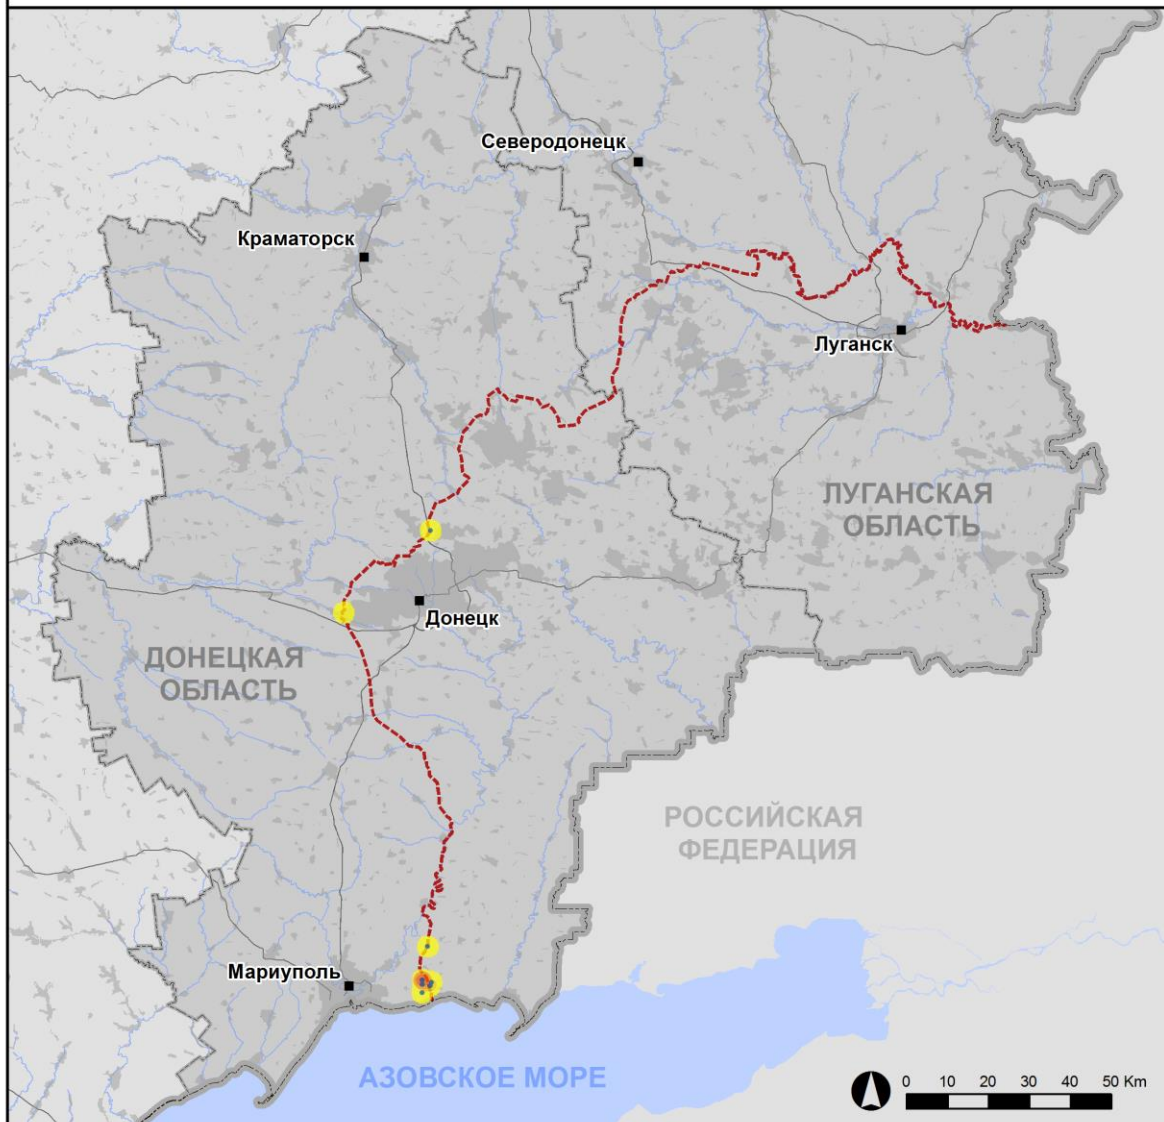 Северодонецк
Краматорск
Луганск
ЛУГАНСКАЯ
ОБЛАСТЬ
Донецк
ДОНЕЦКАЯ
ОБЛАСТЬ
РОССИЙСКАЯ
ФЕДЕРАЦИЯ
Мариуполь
АЗОВСКОЕ МОРЕ
0 10 20 30 40 50 Km